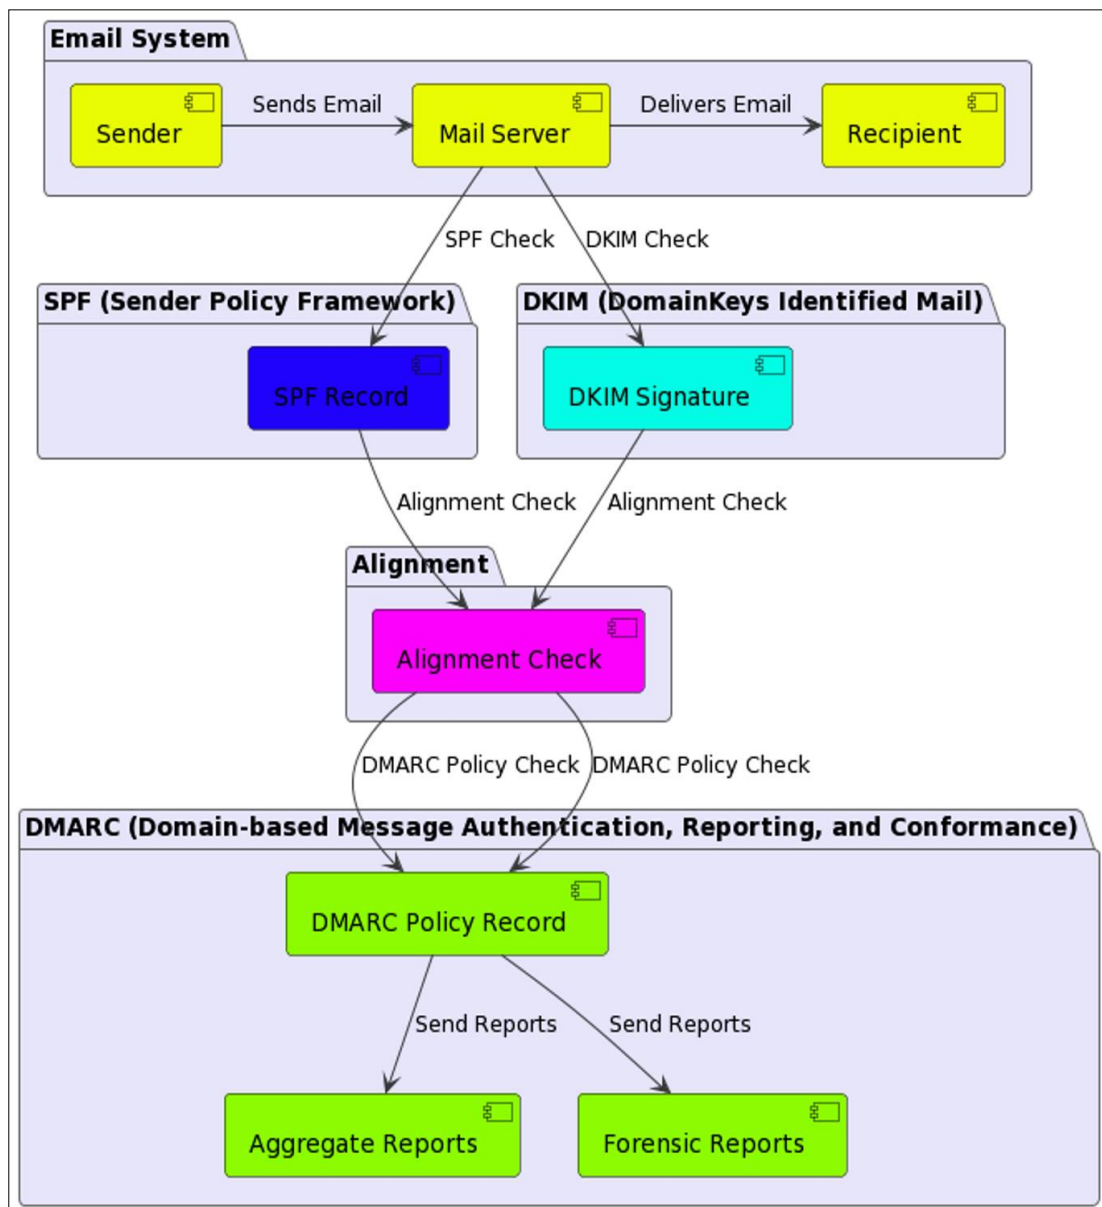 Email System
Sender
Sends Email
Mail Server
Delivers Email
Recipient
SPF Check
DKIM Check
SPF (Sender Policy Framework)
DKIM (DomainKeys Identified Mail)
SPF Record
DKIM Signature
Alignment Check
Alignment Check
Alignment
Alignment Check
DMARC Policy Check
DMARC Policy Check
DMARC (Domain-based Message Authentication, Reporting, and Conformance)
DMARC Policy Record
Send Reports
Send Reports
Aggregate Reports
Forensic Reports